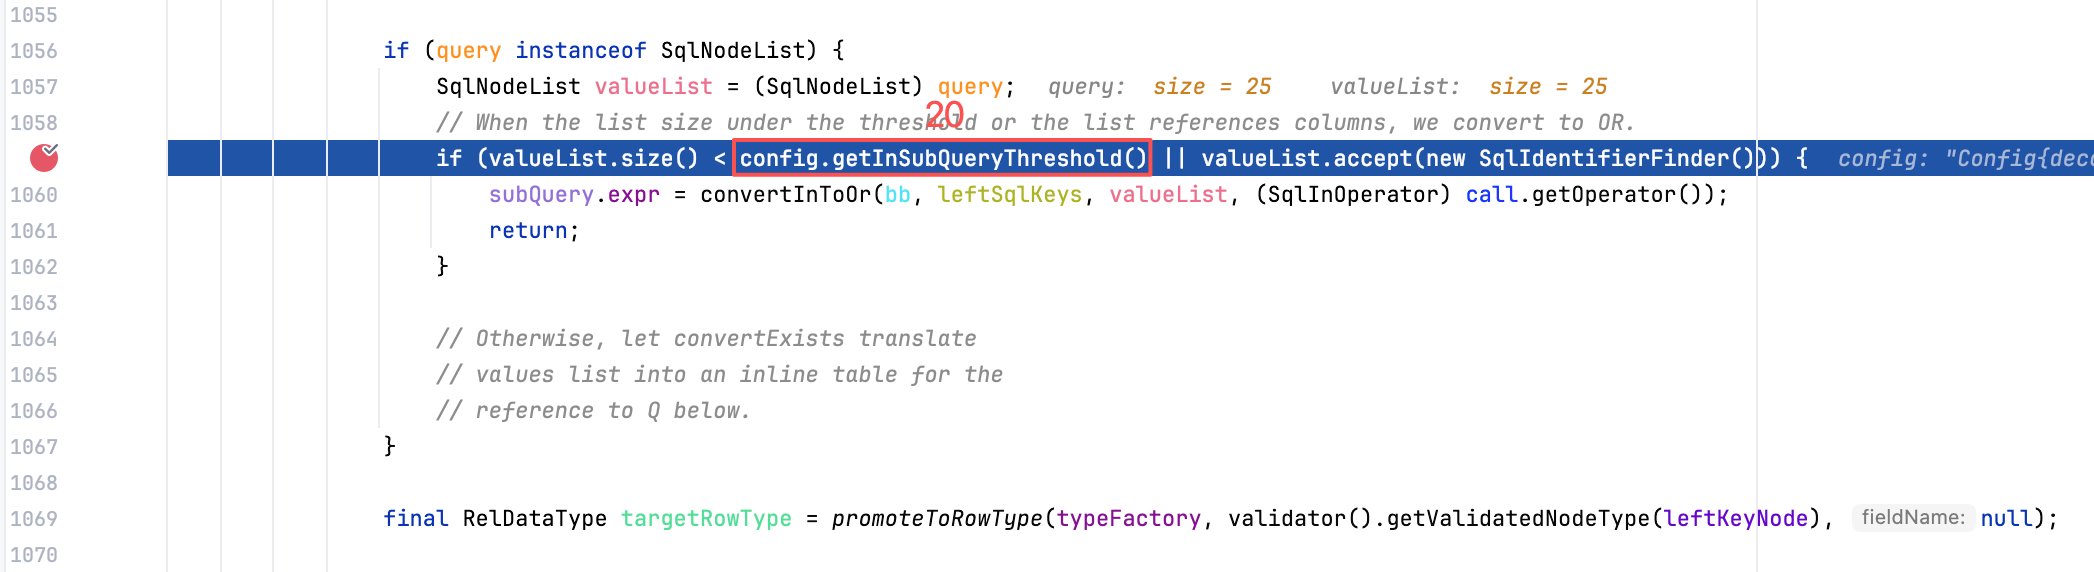 1055
1056 if (query instanceof SqlNodeList) {
1057 SqlNodeList valueList = (SqlNodeList) query; query: size = 25 valueList: size = 25
20
1058 // When the list size under the threshold or the list references columns, we convert to OR.
if (valueList.size() < config.getInSubQueryThreshold() || valueList.accept(new SqlIdentifierFinder())) { config: "Config{deco
1060 subQuery.expr = convertInToOr(bb, leftSqlKeys, valueList, (SqlInOperator) call.getOperator());
1061 return;
1062 }
1063
1064 // Otherwise, let convertExists translate
1065 // values list into an inline table for the
1066 // reference to Q below.
1067 }
1068
1069 final RelDataType targetRowType = promoteToRowType(typeFactory, validator().getValidatedNodeType(leftKeyNode), fieldName: null);
1070